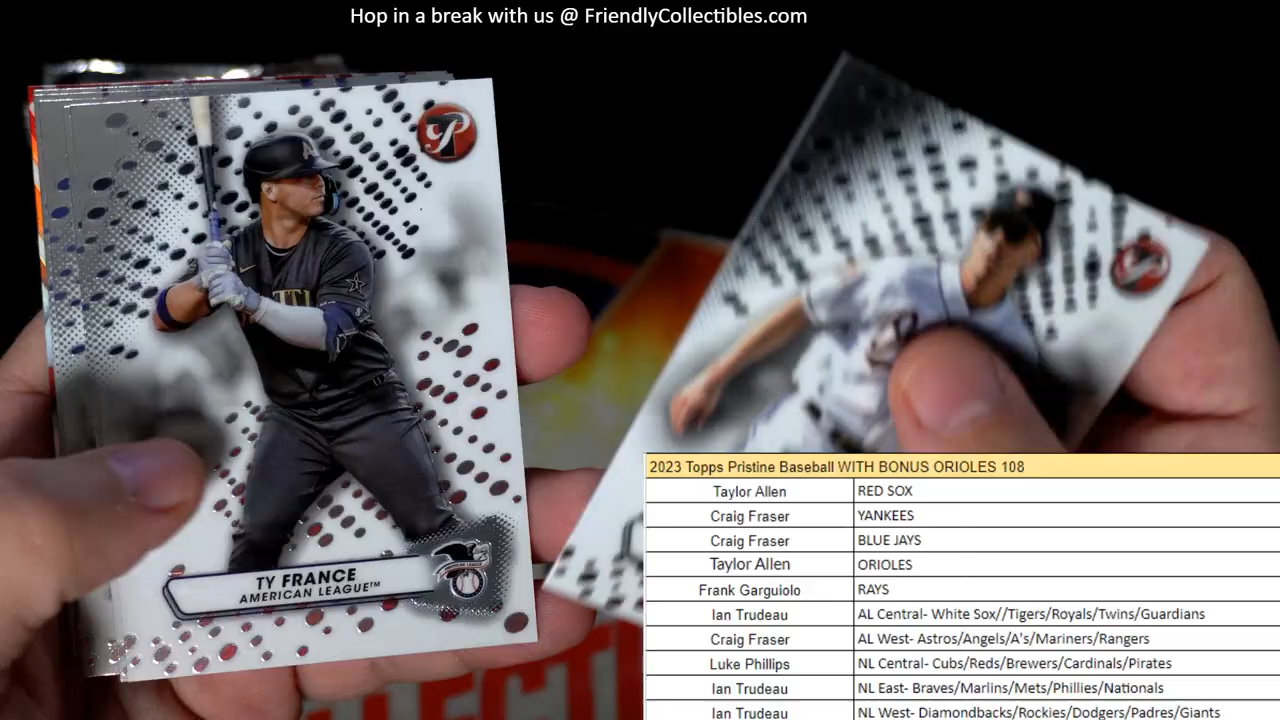 Hop in a break with us @ FriendlyCollectibles.com
P
TY FRANCE
AMERICAN LEAGUE™
2023 Topps Pristine Baseball WITH BONUS ORIOLES 108
Taylor Allen RED SOX
Craig Fraser YANKEES
Craig Fraser BLUE JAYS
Taylor Allen ORIOLES
Frank Garguiolo RAYS
Ian Trudeau AL Central- White Sox//Tigers/Royals/Twins/Guardians
Craig Fraser AL West- Astros/Angels/A's/Mariners/Rangers
Luke Phillips NL Central- Cubs/Reds/Brewers/Cardinals/Pirates
Ian Trudeau NL East- Braves/Marlins/Mets/Phillies/Nationals
Ian Trudeau NL West- Diamondbacks/Rockies/Dodgers/Padres/Giants